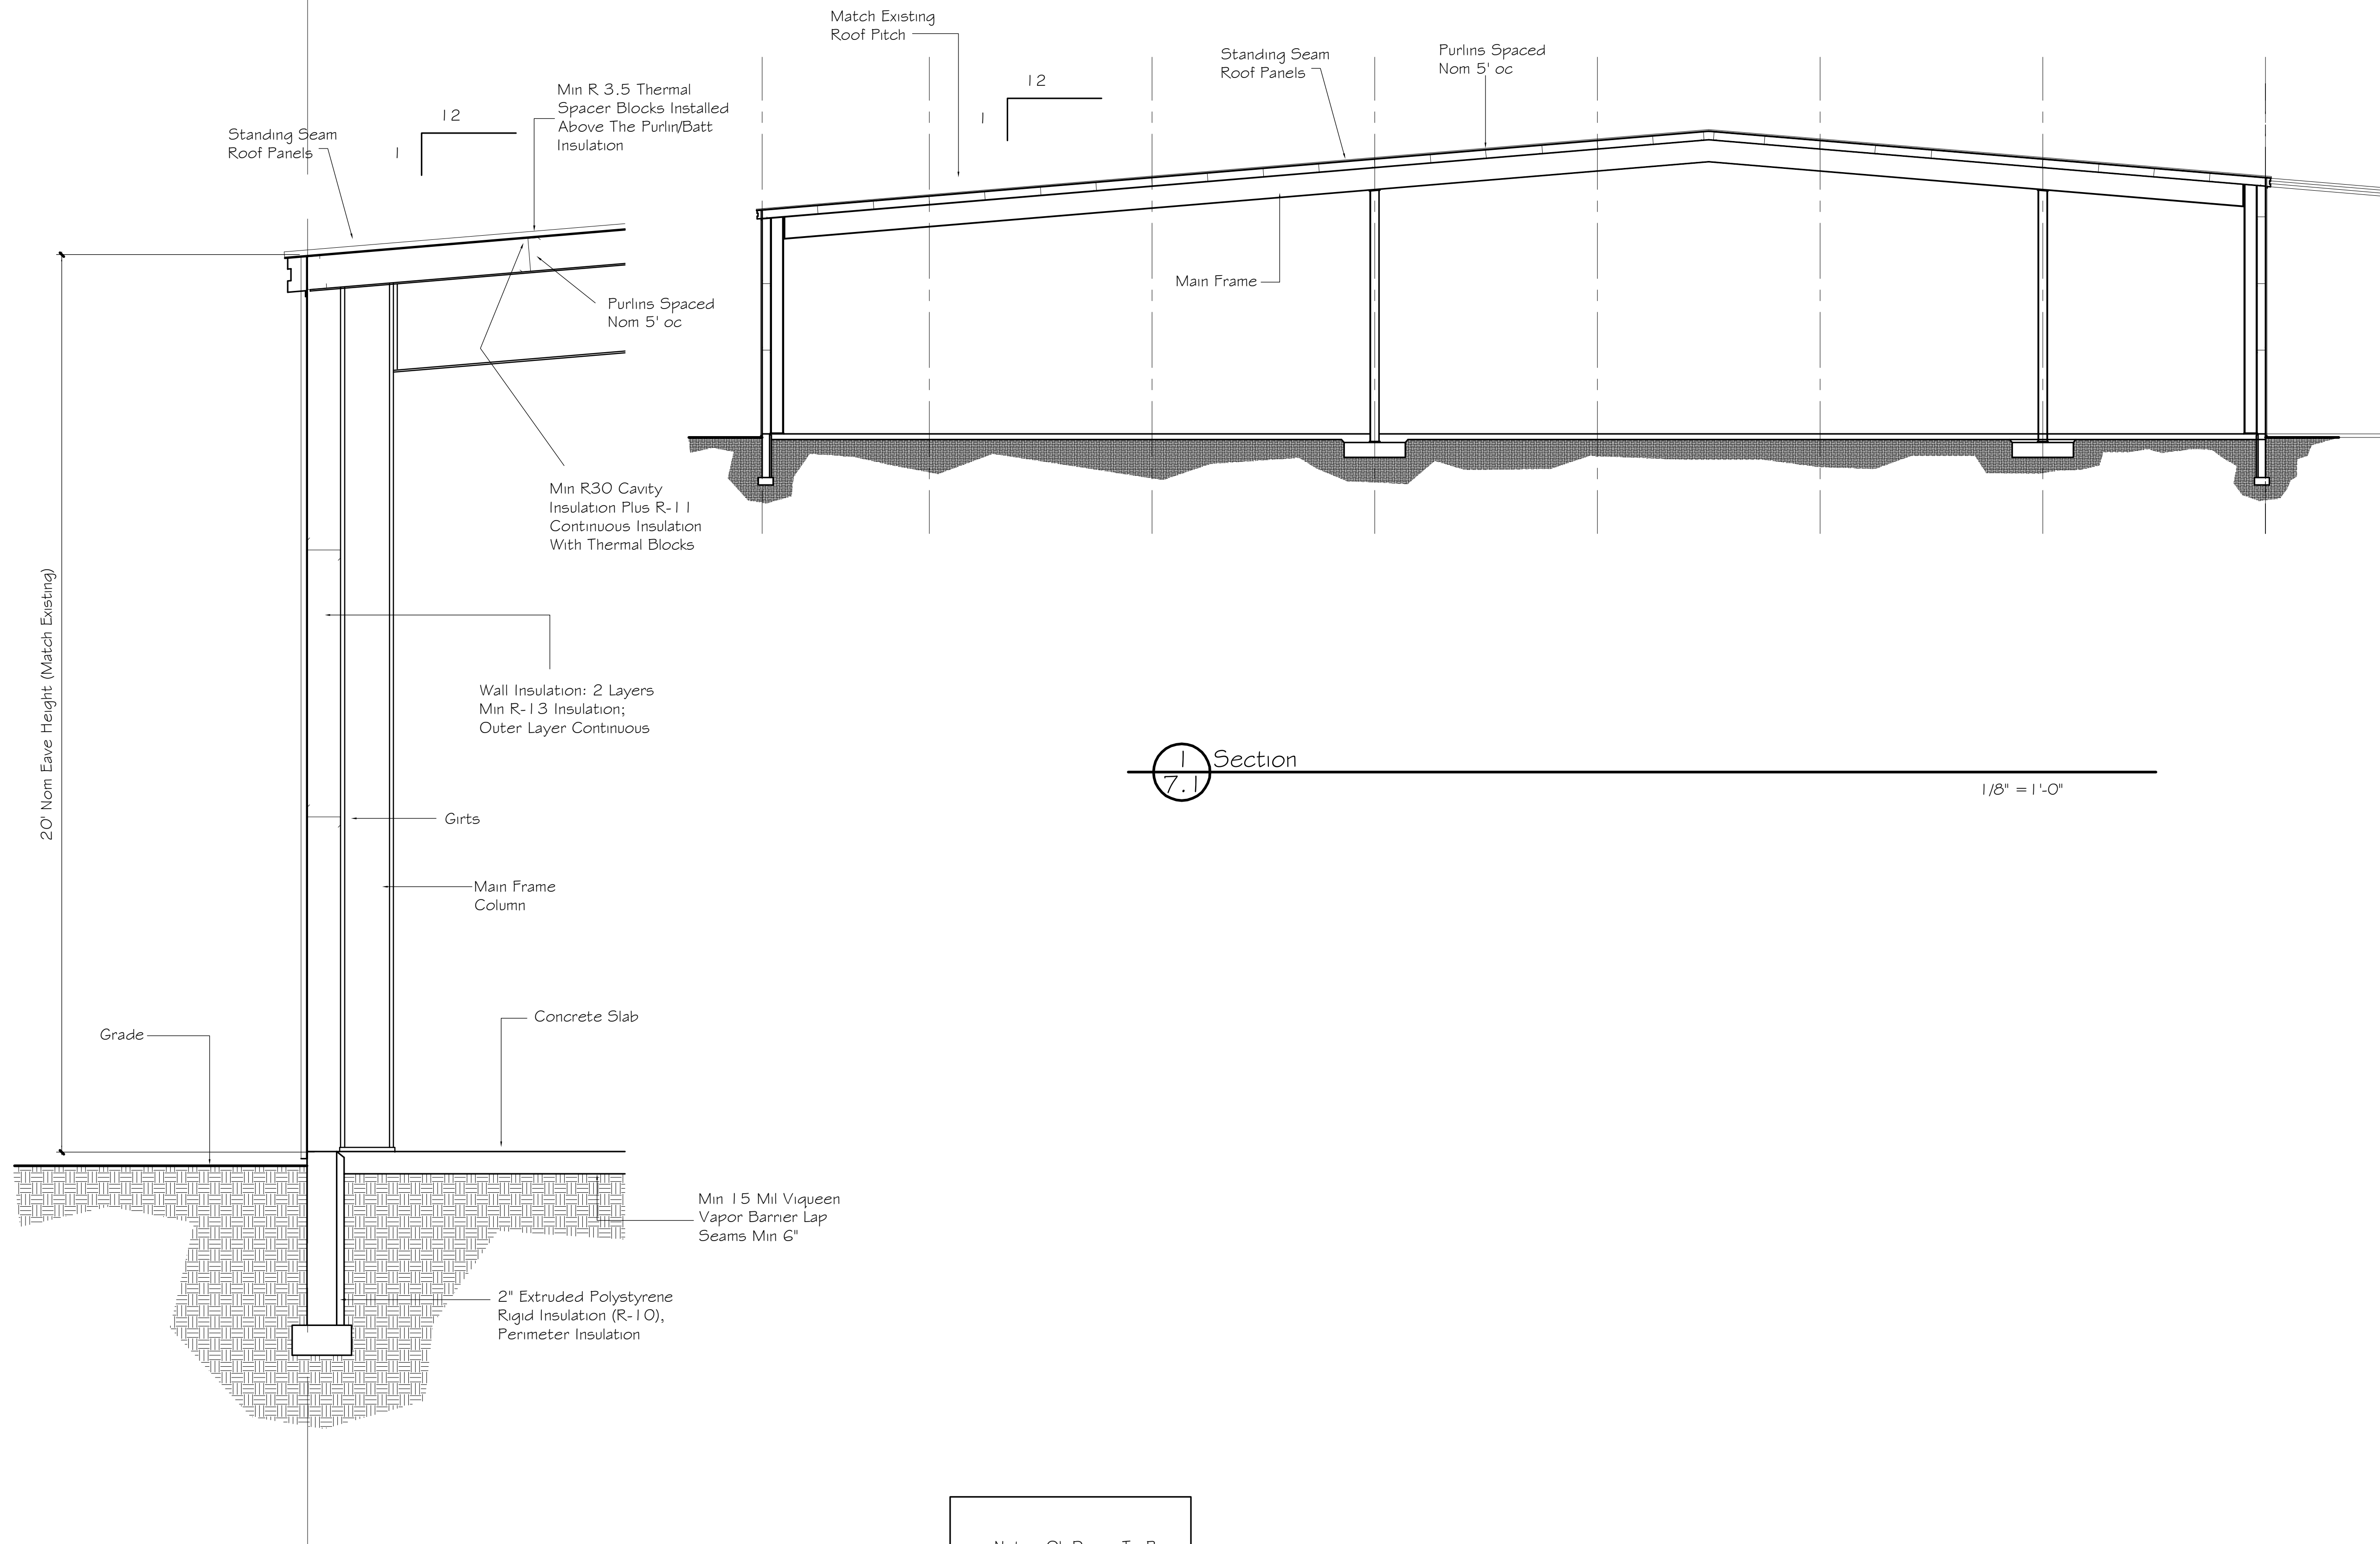 Match Existing
Roof Pitch
Standing Seam
Roof Panels
Purlins Spaced
Nom 5' oc
12
1
Main Frame
Min R 3.5 Thermal
Spacer Blocks Installed
Above The Purlin/Batt
Insulation
12
1
Standing Seam
Roof Panels
Purlins Spaced
Nom 5' oc
Min R30 Cavity
Insulation Plus R-11
Continuous Insulation
With Thermal Blocks
20' Nom Eave Height (Match Existing)
Wall Insulation: 2 Layers
Min R-13 Insulation;
Outer Layer Continuous
Girts
Main Frame
Column
Concrete Slab
Grade
Min 15 Mil Viqueen
Vapor Barrier Lap
Seams Min 6"
2" Extruded Polystyrene
Rigid Insulation (R-10),
Perimeter Insulation
1
7.1
Section
1/8" = 1'-0"